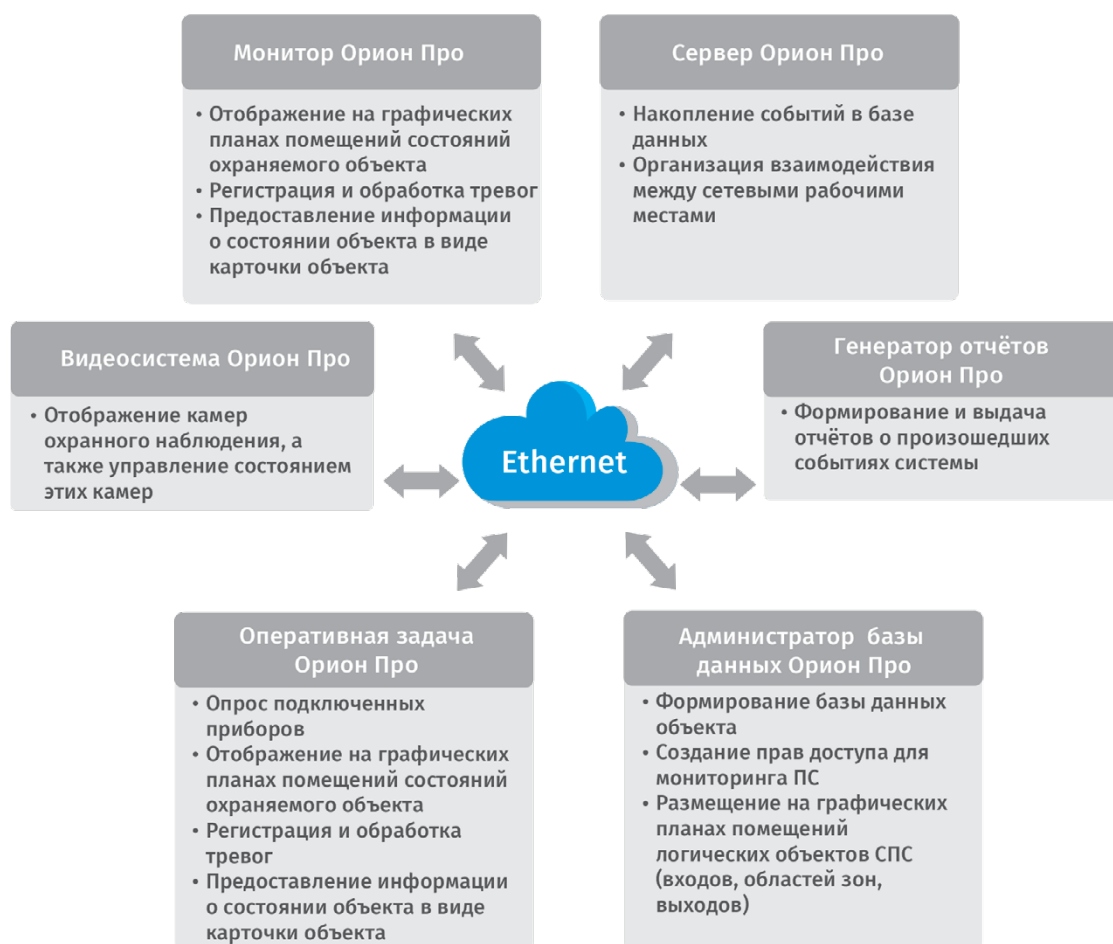 Монитор Орион Про
• Отображение на графических
планах помещений состояний
охраняемого объекта
• Регистрация и обработка тревог
• Предоставление информации
о состоянии объекта в виде
карточки объекта
Сервер Орион Про
• Накопление событий в базе
данных
• Организация взаимодействия
между сетевыми рабочими
местами
Видеосистема Орион Про
• Отображение камер
охранного наблюдения, а
также управление состоянием
этих камер
Ethernet
Генератор отчётов
Орион Про
• Формирование и выдача
отчётов о произошедших
событиях системы
Оперативная задача
Орион Про
• Опрос подключенных
приборов
• Отображение на графических
планах помещений состояний
охраняемого объекта
• Регистрация и обработка
тревог
• Предоставление информации
о состоянии объекта в виде
карточки объекта
Администратор базы
данных Орион Про
• Формирование базы данных
объекта
• Создание прав доступа для
мониторинга ПС
• Размещение на графических
планах помещений
логических объектов СПС
(входов, областей зон,
выходов)